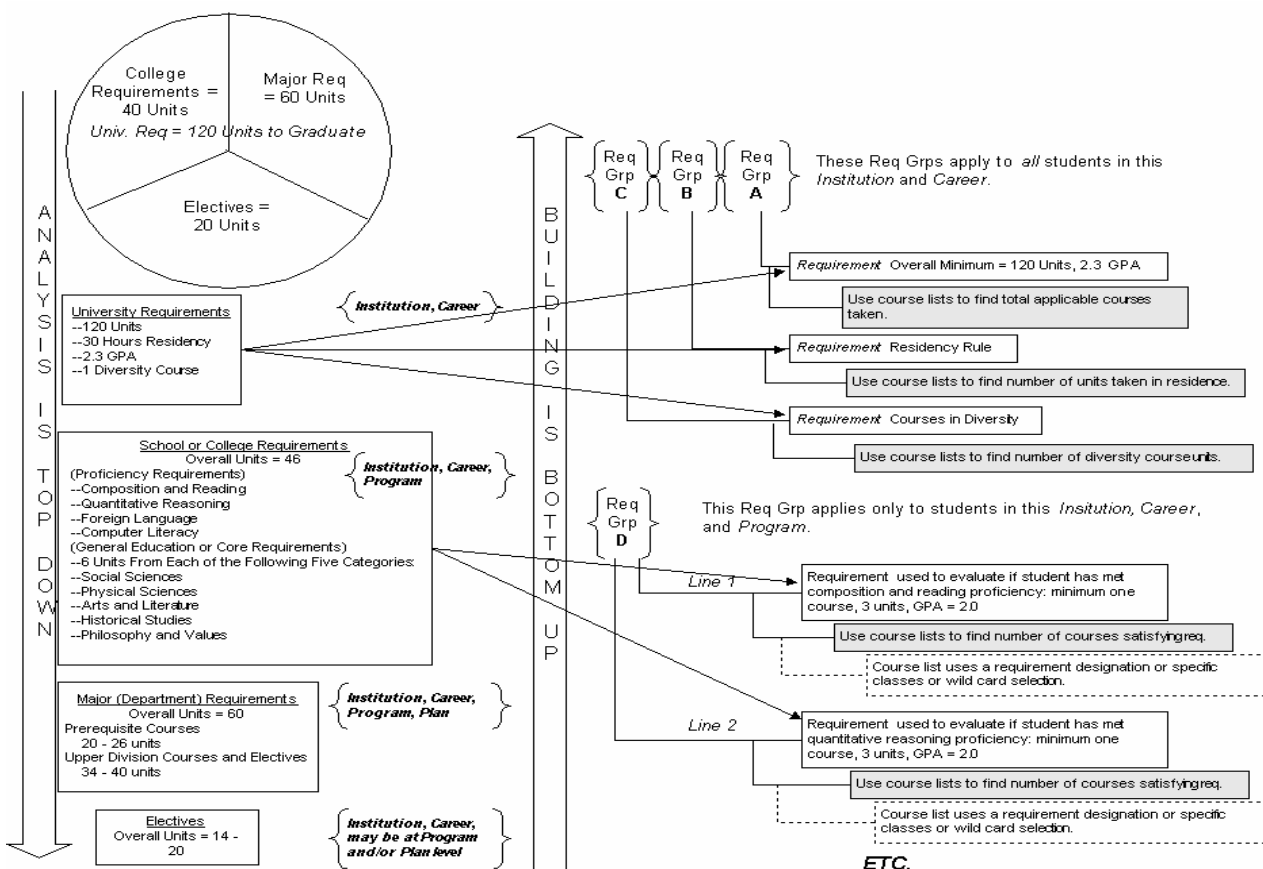 College
Requirements =
40 Units
Major Req
= 60 Units
Univ. Req = 120 Units to Graduate
Electives =
20 Units
ANALYSIS IS TOP DOWN
University Requirements
--120 Units
--30 Hours Residency
--2.3 GPA
--1 Diversity Course
Institution, Career
School or College Requirements
Overall Units = 46
(Proficiency Requirements)
--Composition and Reading
--Quantitative Reasoning
--Foreign Language
--Computer Literacy
(General Education or Core Requirements)
--6 Units From Each of the Following Five Categories:
--Social Sciences
--Physical Sciences
--Arts and Literature
--Historical Studies
--Philosophy and Values
Institution, Career,
Program
Major (Department) Requirements
Overall Units = 60
Prerequisite Courses
20 - 26 units
Upper Division Courses and Electives
34 - 40 units
Institution, Career,
Program, Plan
Electives
Overall Units = 14 -
20
Institution, Career,
may be at Program
and/or Plan level
BUILDING IS BOTTOM UP
Req
Grp
C
Req
Grp
B
Req
Grp
A
These Req Grps apply to all students in this
Institution and Career.
Requirement Overall Minimum = 120 Units, 2.3 GPA
Use course lists to find total applicable courses
taken.
Requirement Residency Rule
Use course lists to find number of units taken in residence.
Requirement Courses in Diversity
Use course lists to find number of diversity course units.
Req
Grp
D
This Req Grp applies only to students in this Insitution, Career,
and Program.
Line 1
Requirement used to evaluate if student has met
composition and reading proficiency: minimum one
course, 3 units, GPA = 2.0
Use course lists to find number of courses satisfying req.
Course list uses a requirement designation or specific
classes or wild card selection.
Line 2
Requirement used to evaluate if student has met
quantitative reasoning proficiency: minimum one
course, 3 units, GPA = 2.0
Use course lists to find number of courses satisfying req.
Course list uses a requirement designation or specific
classes or wild card selection.
ETC.